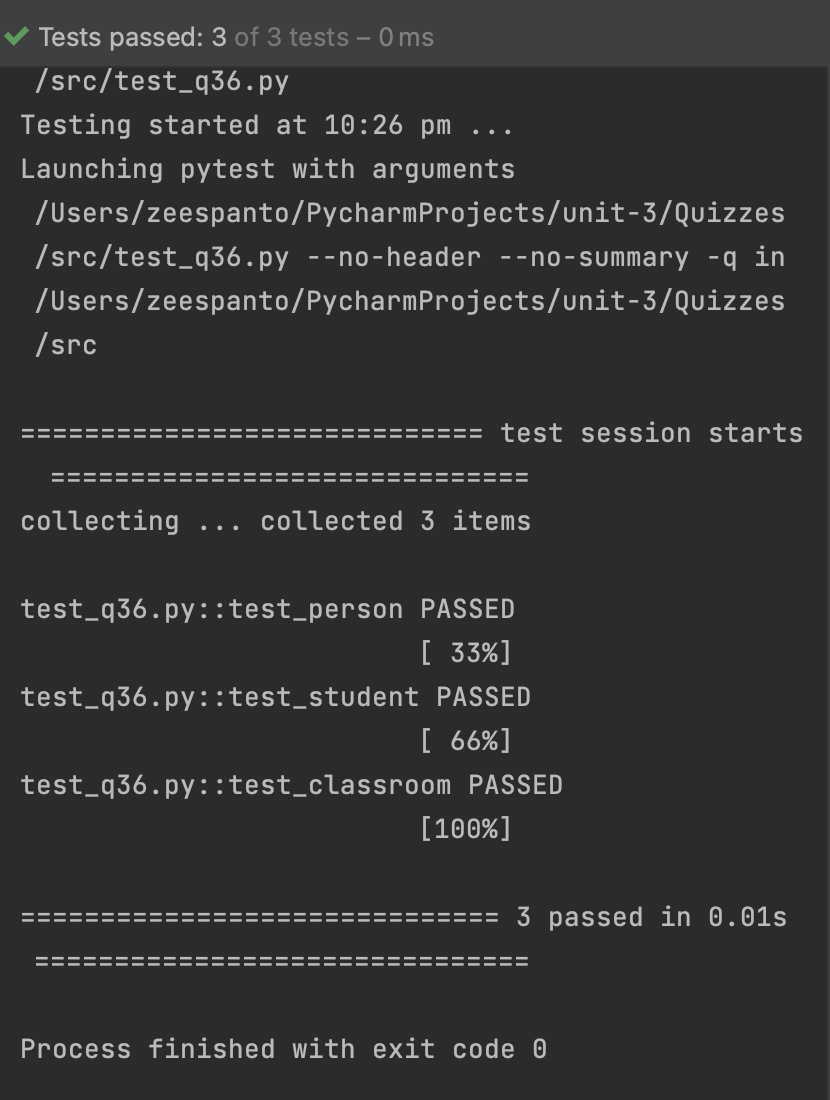 Tests passed: 3 of 3 tests – 0 ms
/src/test_q36.py
Testing started at 10:26 pm ...
Launching pytest with arguments
/Users/zeespanto/PycharmProjects/unit-3/Quizzes
/src/test_q36.py --no-header --no-summary -q in
/Users/zeespanto/PycharmProjects/unit-3/Quizzes
/src
============================= test session starts
==============================
collecting ... collected 3 items
test_q36.py::test_person PASSED
[ 33%]
test_q36.py::test_student PASSED
[ 66%]
test_q36.py::test_classroom PASSED
[100%]
============================== 3 passed in 0.01s
===============================
Process finished with exit code 0